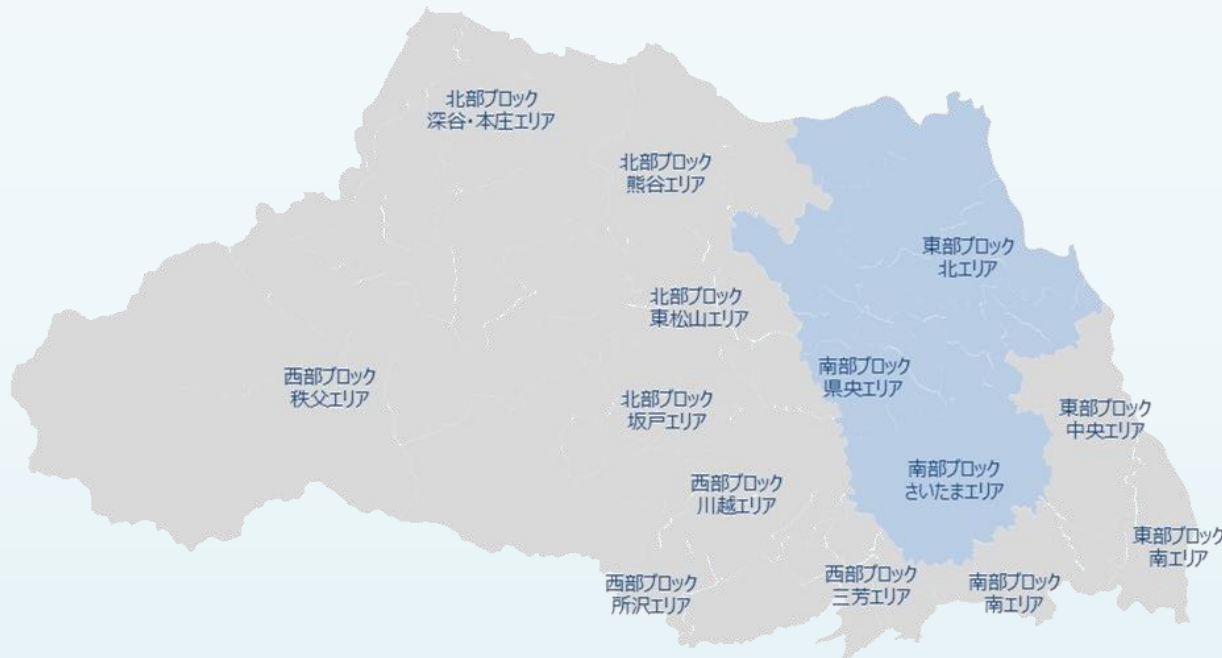 北部ブロック
深谷・本庄エリア
北部ブロック
熊谷エリア
東部ブロック
北エリア
北部ブロック
東松山エリア
西部ブロック
秩父エリア
南部ブロック
県央エリア
北部ブロック
坂戸エリア
東部ブロック
中央エリア
西部ブロック
川越エリア
南部ブロック
さいたまエリア
東部ブロック
南エリア
西部ブロック
所沢エリア
西部ブロック
三芳エリア
南部ブロック
南エリア